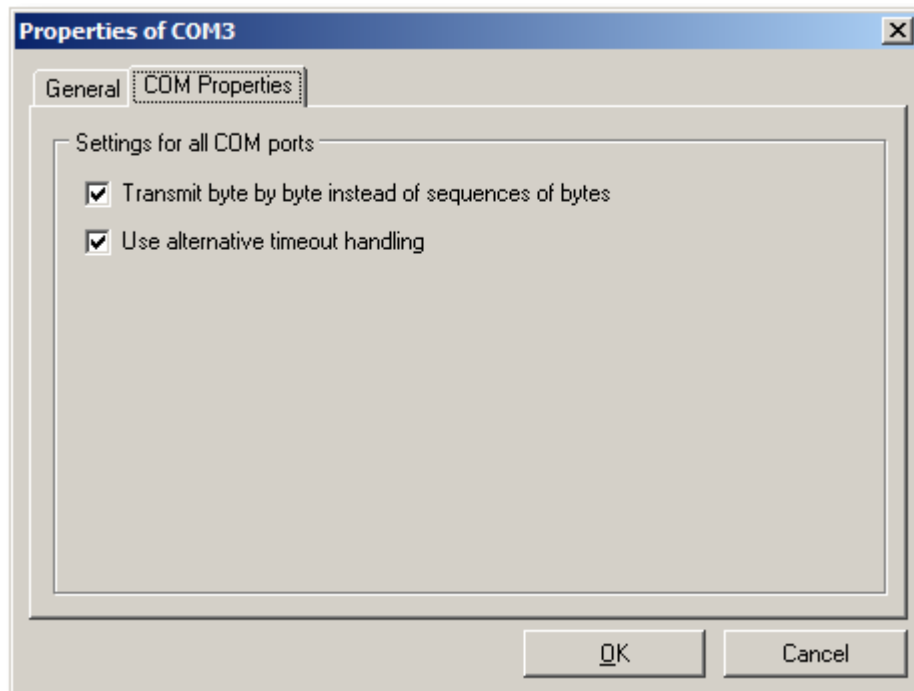 Properties of COM3
General
COM Properties
Settings for all COM ports
Transmit byte by byte instead of sequences of bytes
Use alternative timeout handling
OK
Cancel